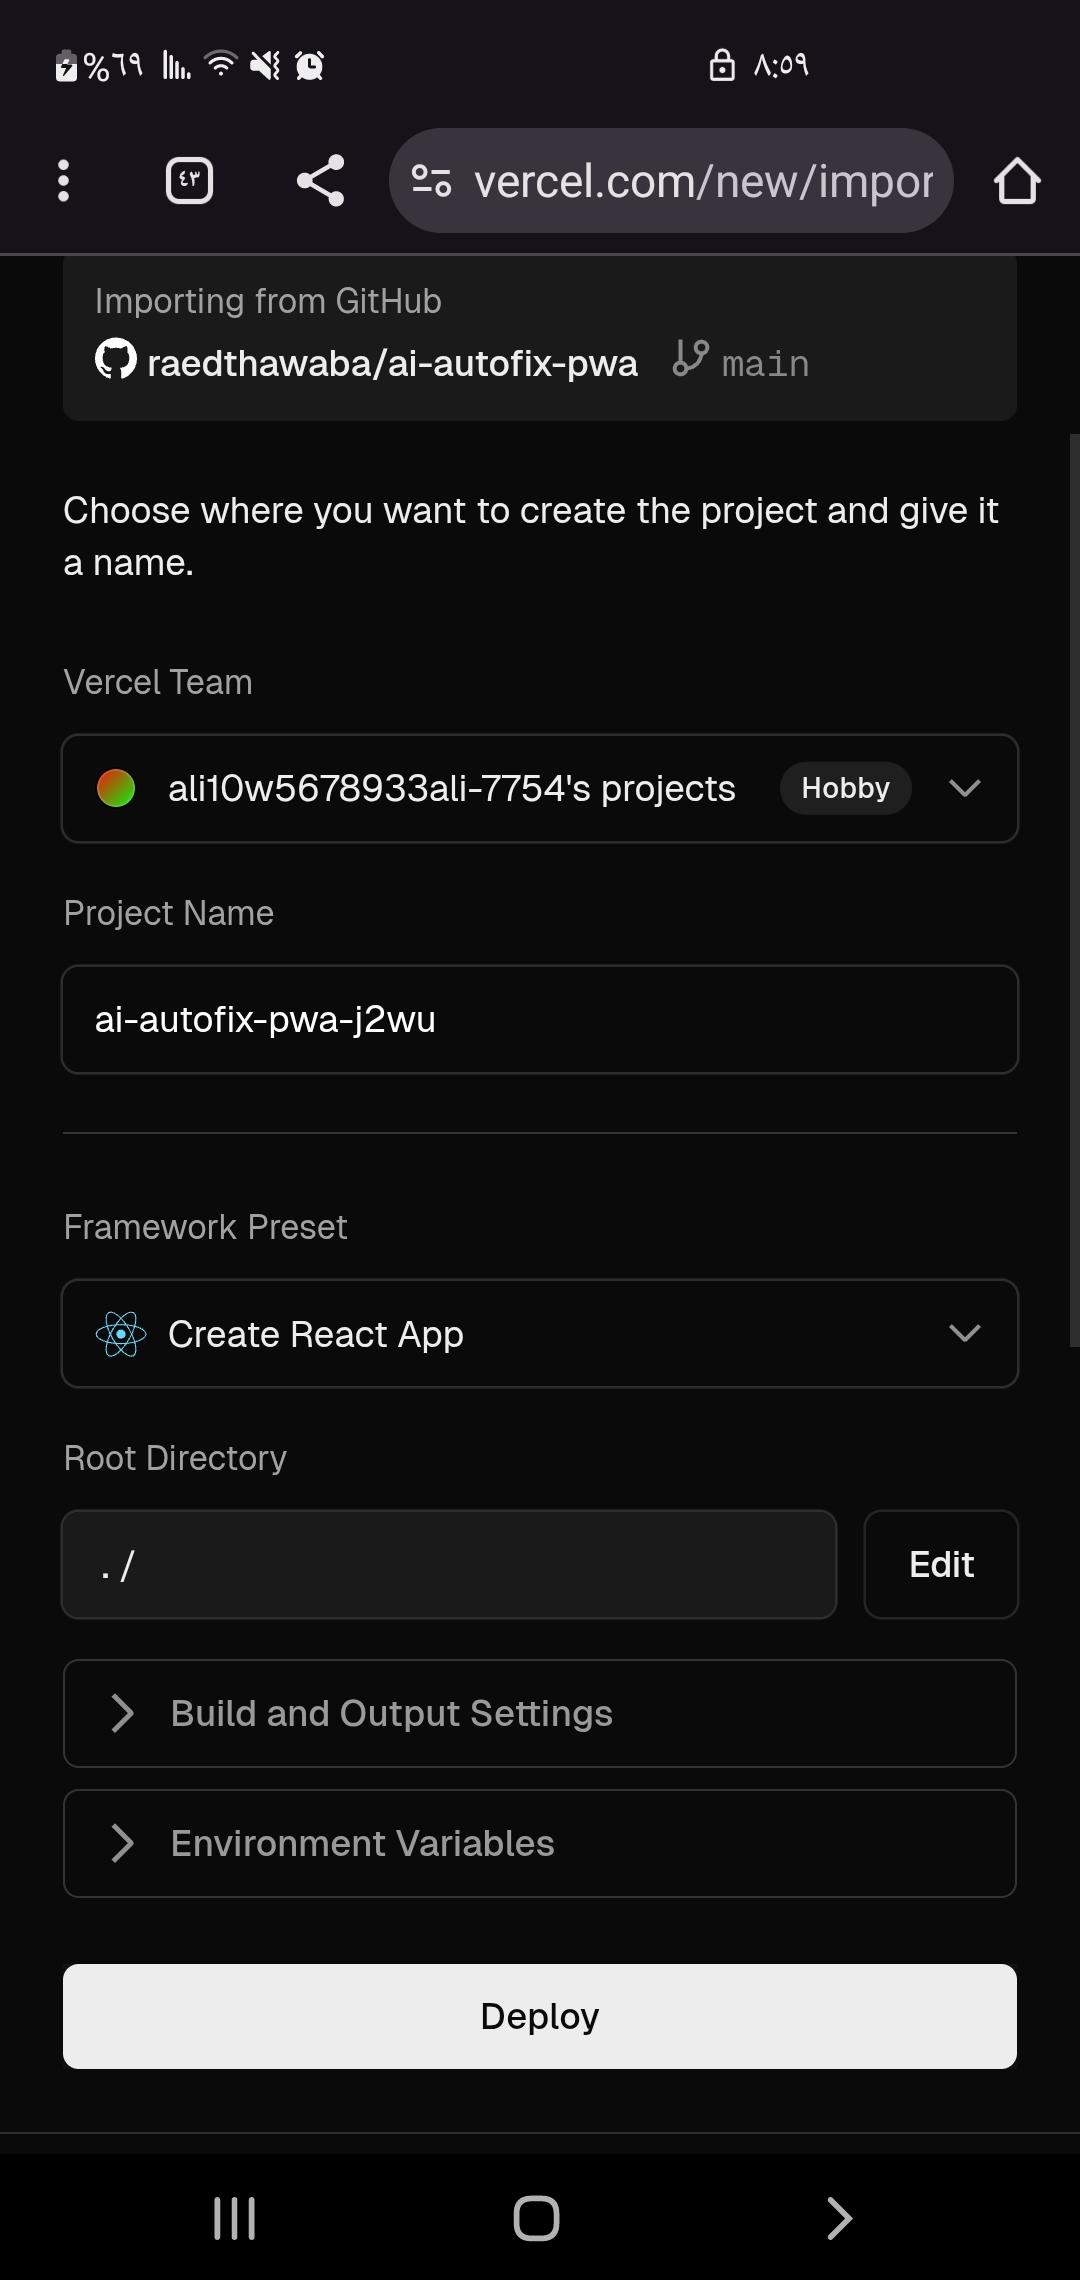 %٦٩
٨:٥٩
٤٣
vercel.com/new/impor
Importing from GitHub
raedthawaba/ai-autofix-pwa main
Choose where you want to create the project and give it
a name.
Vercel Team
ali10w5678933ali-7754's projects Hobby
Project Name
ai-autofix-pwa-j2wu
Framework Preset
Create React App
Root Directory
./
Edit
Build and Output Settings
Environment Variables
Deploy